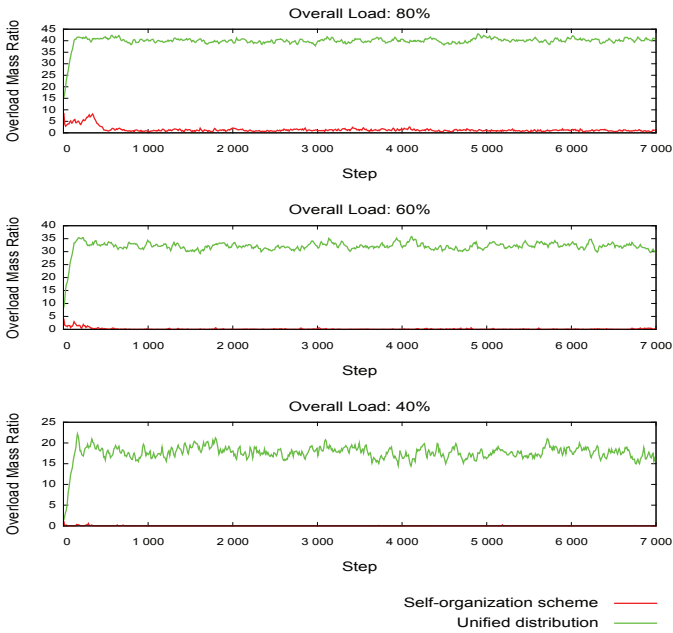 Overall Load: 80%
Overload Mass Ratio
45
40
35
30
25
20
15
10
5
0
0 1 000 2 000 3 000 4 000 5 000 6 000 7 000
Step
Overall Load: 60%
Overload Mass Ratio
40
35
30
25
20
15
10
5
0
0 1 000 2 000 3 000 4 000 5 000 6 000 7 000
Step
Overall Load: 40%
Overload Mass Ratio
25
20
15
10
5
0
0 1 000 2 000 3 000 4 000 5 000 6 000 7 000
Step
Self-organization scheme
Unified distribution